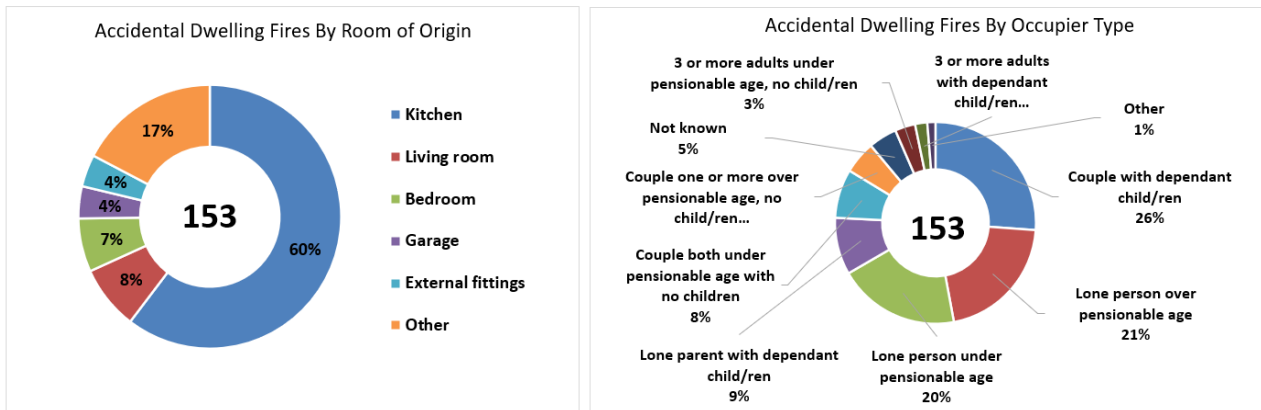 Accidental Dwelling Fires By Room of Origin
17%
4%
4%
7%
8%
60%
153
Kitchen
Living room
Bedroom
Garage
External fittings
Other
Accidental Dwelling Fires By Occupier Type
3 or more adults under
pensionable age, no child/ren
3%
3 or more adults
with dependant
child/ren…
Other
1%
Not known
5%
Couple with dependant
child/ren
26%
Couple one or more over
pensionable age, no
child/ren…
153
Couple both under
pensionable age with
no children
8%
Lone person over
pensionable age
21%
Lone parent with dependant
child/ren
9%
Lone person under
pensionable age
20%